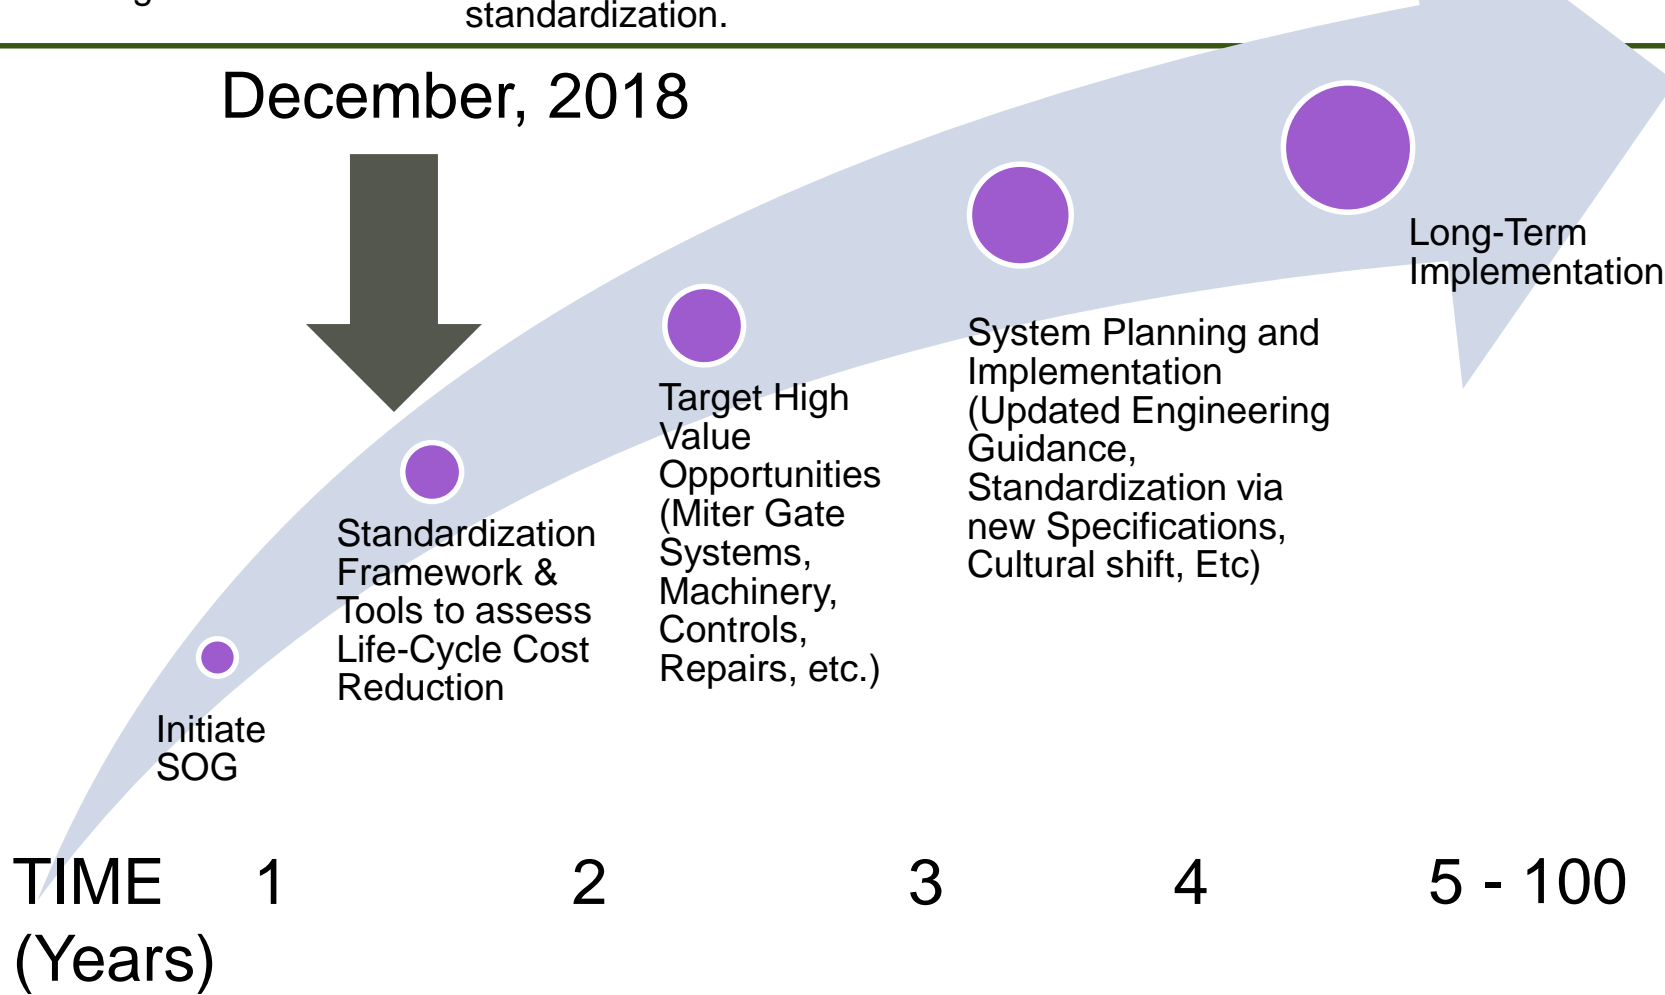 g
standardization.
December, 2018
Long-Term
Implementation
System Planning and
Implementation
(Updated Engineering
Guidance,
Standardization via
new Specifications,
Cultural shift, Etc)
Target High
Value
Opportunities
(Miter Gate
Systems,
Machinery,
Controls,
Repairs, etc.)
Standardization
Framework &
Tools to assess
Life-Cycle Cost
Reduction
Initiate
SOG
TIME 1 2 3 4 5 - 100
(Years)